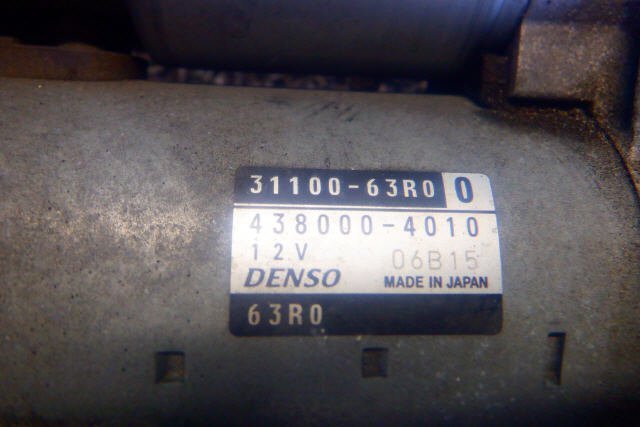 31100-63R0 0
438000-4010
12V 06B15
DENSO MADE IN JAPAN
63R0